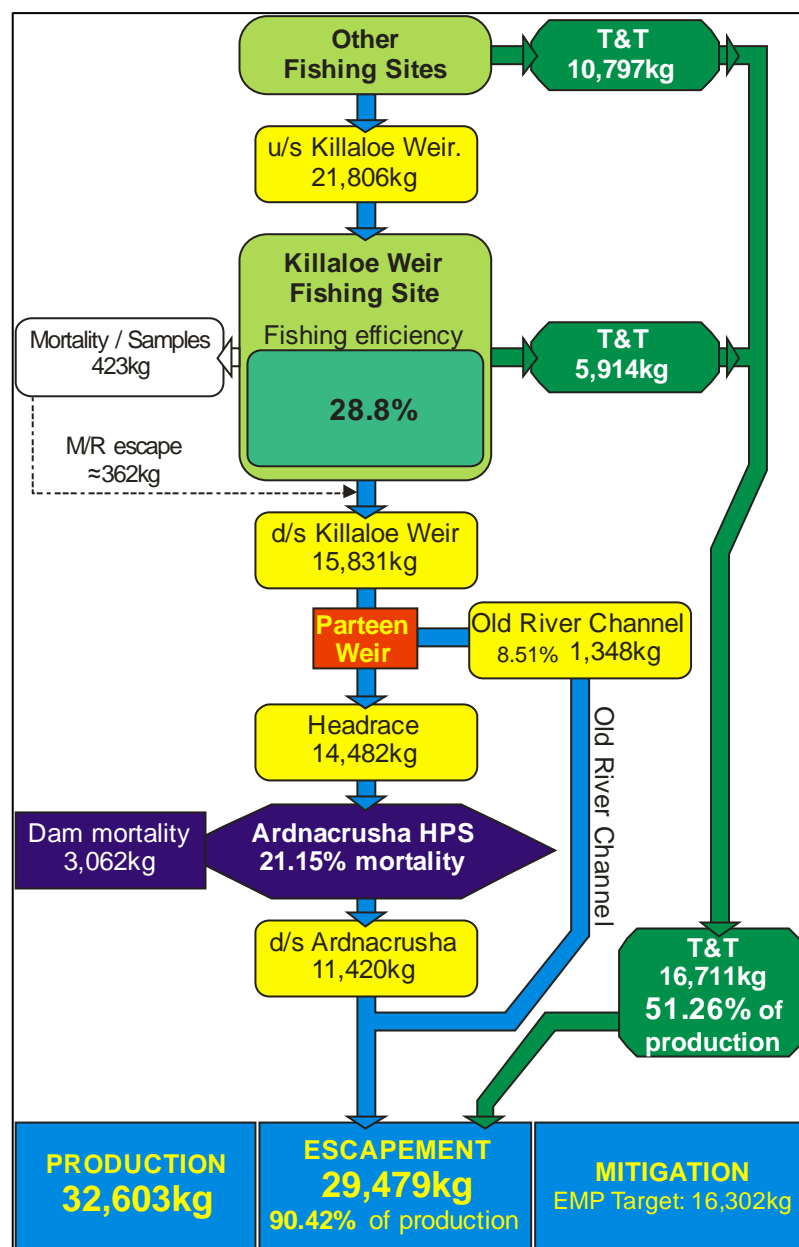 Other
Fishing Sites
T&T
10,797kg
u/s Killaloe Weir.
21,806kg
Killaloe Weir
Fishing Site
Fishing efficiency
28.8%
Mortality / Samples
423kg
T&T
5,914kg
M/R escape
≈362kg
d/s Killaloe Weir
15,831kg
Parteen
Weir
Old River Channel
8.51% 1,348kg
Headrace
14,482kg
Old River Channel
Dam mortality
3,062kg
Ardnacrusha HPS
21.15% mortality
d/s Ardnacrusha
11,420kg
T&T
16,711kg
51.26% of
production
PRODUCTION
32,603kg
ESCAPEMENT
29,479kg
90.42% of production
MITIGATION
EMP Target: 16,302kg